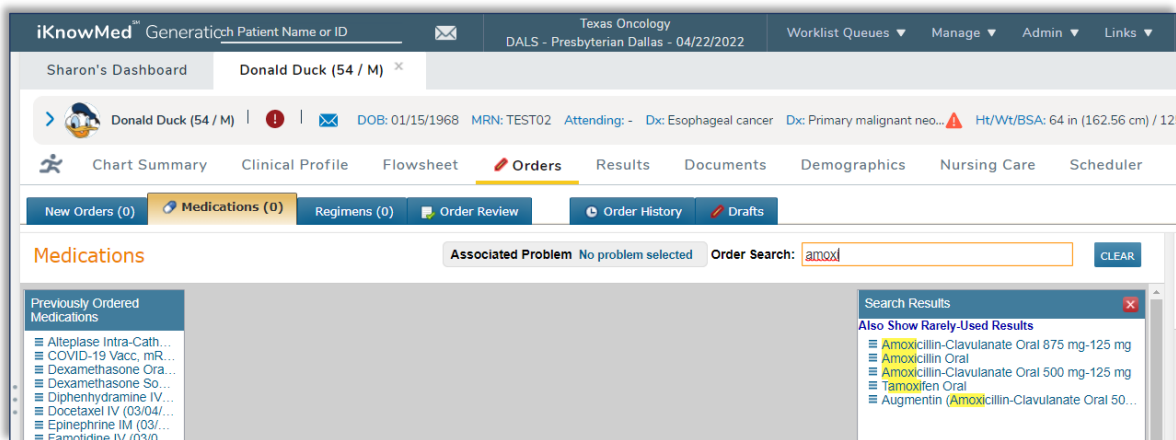 iKnowMed℠ Generatio ch Patient Name or ID
Texas Oncology
DALS - Presbyterian Dallas - 04/22/2022
Worklist Queues ▼ Manage ▼ Admin ▼ Links ▼
Sharon's Dashboard Donald Duck (54 / M) ×
Donald Duck (54 / M) DOB: 01/15/1968 MRN: TEST02 Attending: - Dx: Esophageal cancer Dx: Primary malignant neo... Ht/Wt/BSA: 64 in (162.56 cm) / 12
Chart Summary Clinical Profile Flowsheet Orders Results Documents Demographics Nursing Care Scheduler
New Orders (0) Medications (0) Regimens (0) Order Review Order History Drafts
Medications Associated Problem No problem selected Order Search: amoxi CLEAR
Previously Ordered
Medications
Alteplase Intra-Cath...
COVID-19 Vacc, mR...
Dexamethasone Ora...
Dexamethasone So...
Diphenhydramine IV...
Docetaxel IV (03/04/...
Epinephrine IM (03/...
Famotidine IV (03/0...
Search Results
Also Show Rarely-Used Results
Amoxicillin-Clavulanate Oral 875 mg-125 mg
Amoxicillin Oral
Amoxicillin-Clavulanate Oral 500 mg-125 mg
Tamoxifen Oral
Augmentin (Amoxicillin-Clavulanate Oral 50...